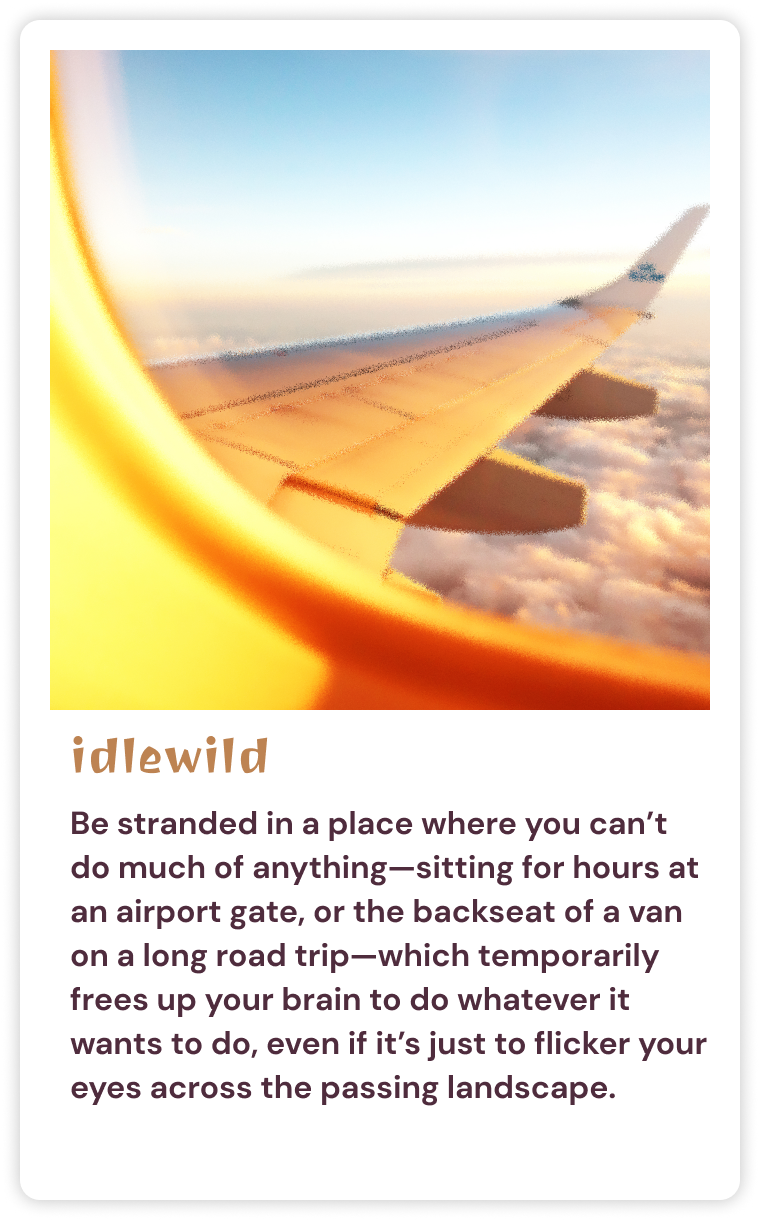 idlewild
Be stranded in a place where you can’t
do much of anything—sitting for hours at
an airport gate, or the backseat of a van
on a long road trip—which temporarily
frees up your brain to do whatever it
wants to do, even if it’s just to flicker your
eyes across the passing landscape.